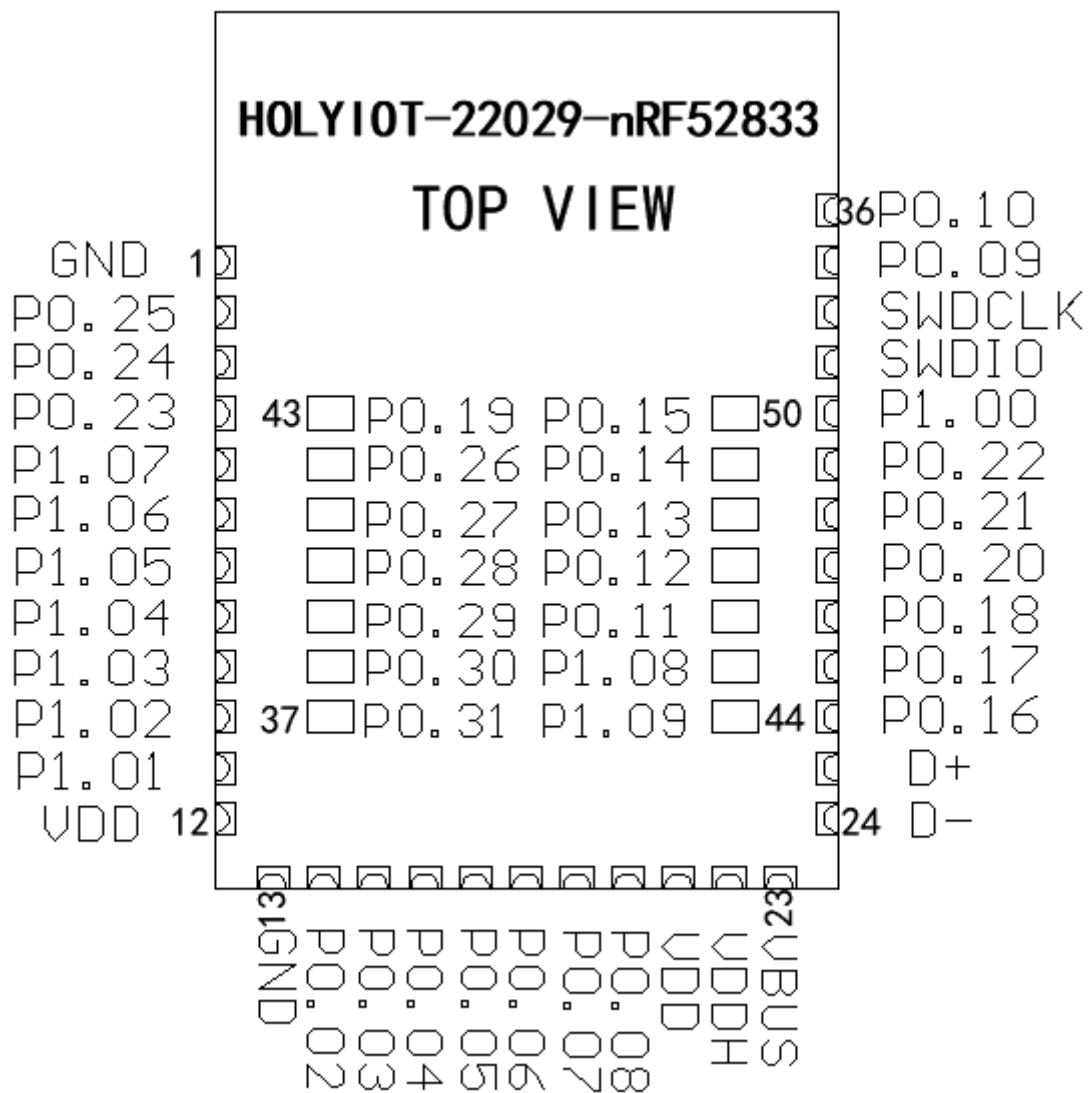 HOLYIOT-22029-nRF52833
TOP VIEW
36 P0.10
GND 1 P0.09
P0.25 SWDCLK
P0.24 SWDIO
P0.23 43 P0.19 P0.15 50 P1.00
P1.07 P0.26 P0.14 P0.22
P1.06 P0.27 P0.13 P0.21
P1.05 P0.28 P0.12 P0.20
P1.04 P0.29 P0.11 P0.18
P1.03 P0.30 P1.08 P0.17
P1.02 37 P0.31 P1.09 44 P0.16
P1.01 D+
VDD 12 24 D-
13 GND
P0.02
P0.03
P0.04
P0.05
P0.06
P0.07
P0.08
VDD
VDDH
23 VBUS